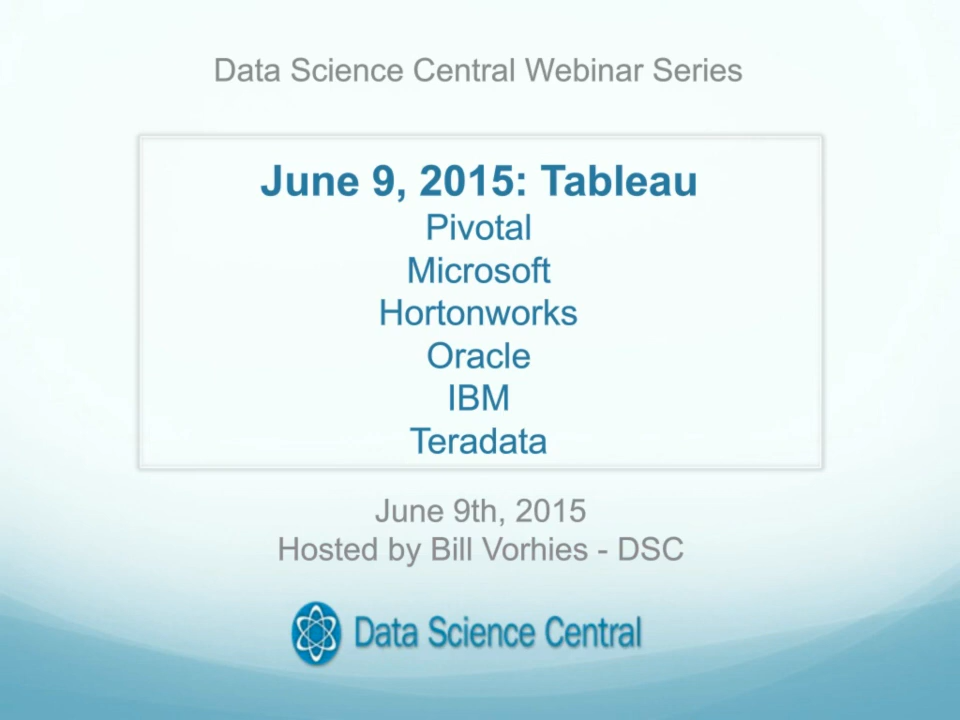 Data Science Central Webinar Series
June 9, 2015: Tableau
Pivotal
Microsoft
Hortonworks
Oracle
IBM
Teradata
June 9th, 2015
Hosted by Bill Vorhies - DSC
Data Science Central